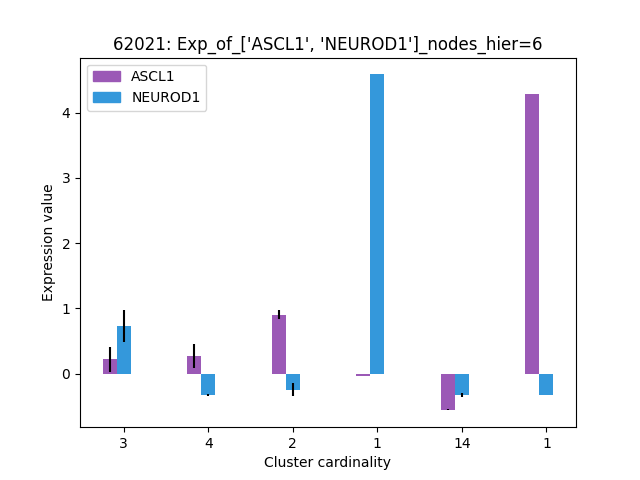 62021: Exp_of_['ASCL1', 'NEUROD1']_nodes_hier=6
ASCL1
NEUROD1
Expression value
4
3
2
1
0
3 4 2 1 14 1
Cluster cardinality